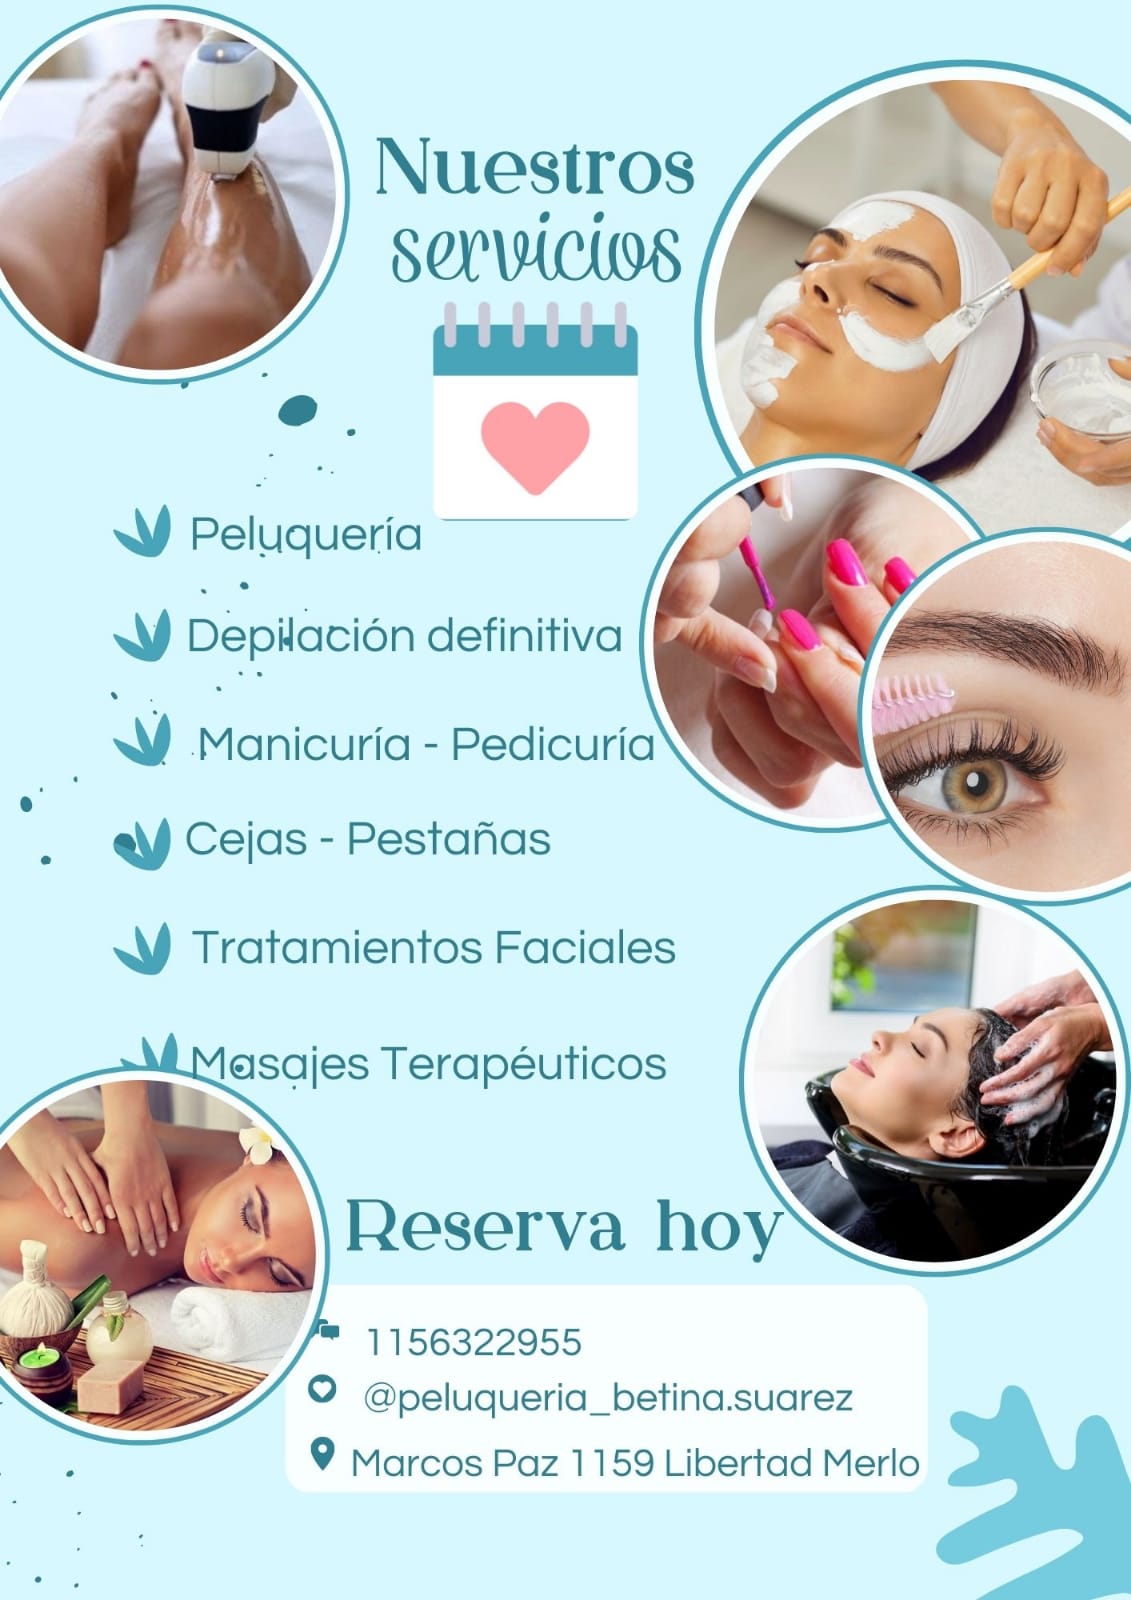 Nuestros
servicios
Peluquería
Depilación definitiva
Manicuría - Pedicuría
Cejas - Pestañas
Tratamientos Faciales
Masajes Terapéuticos
Reserva hoy
1156322955
@peluqueria_betina.suarez
Marcos Paz 1159 Libertad Merlo